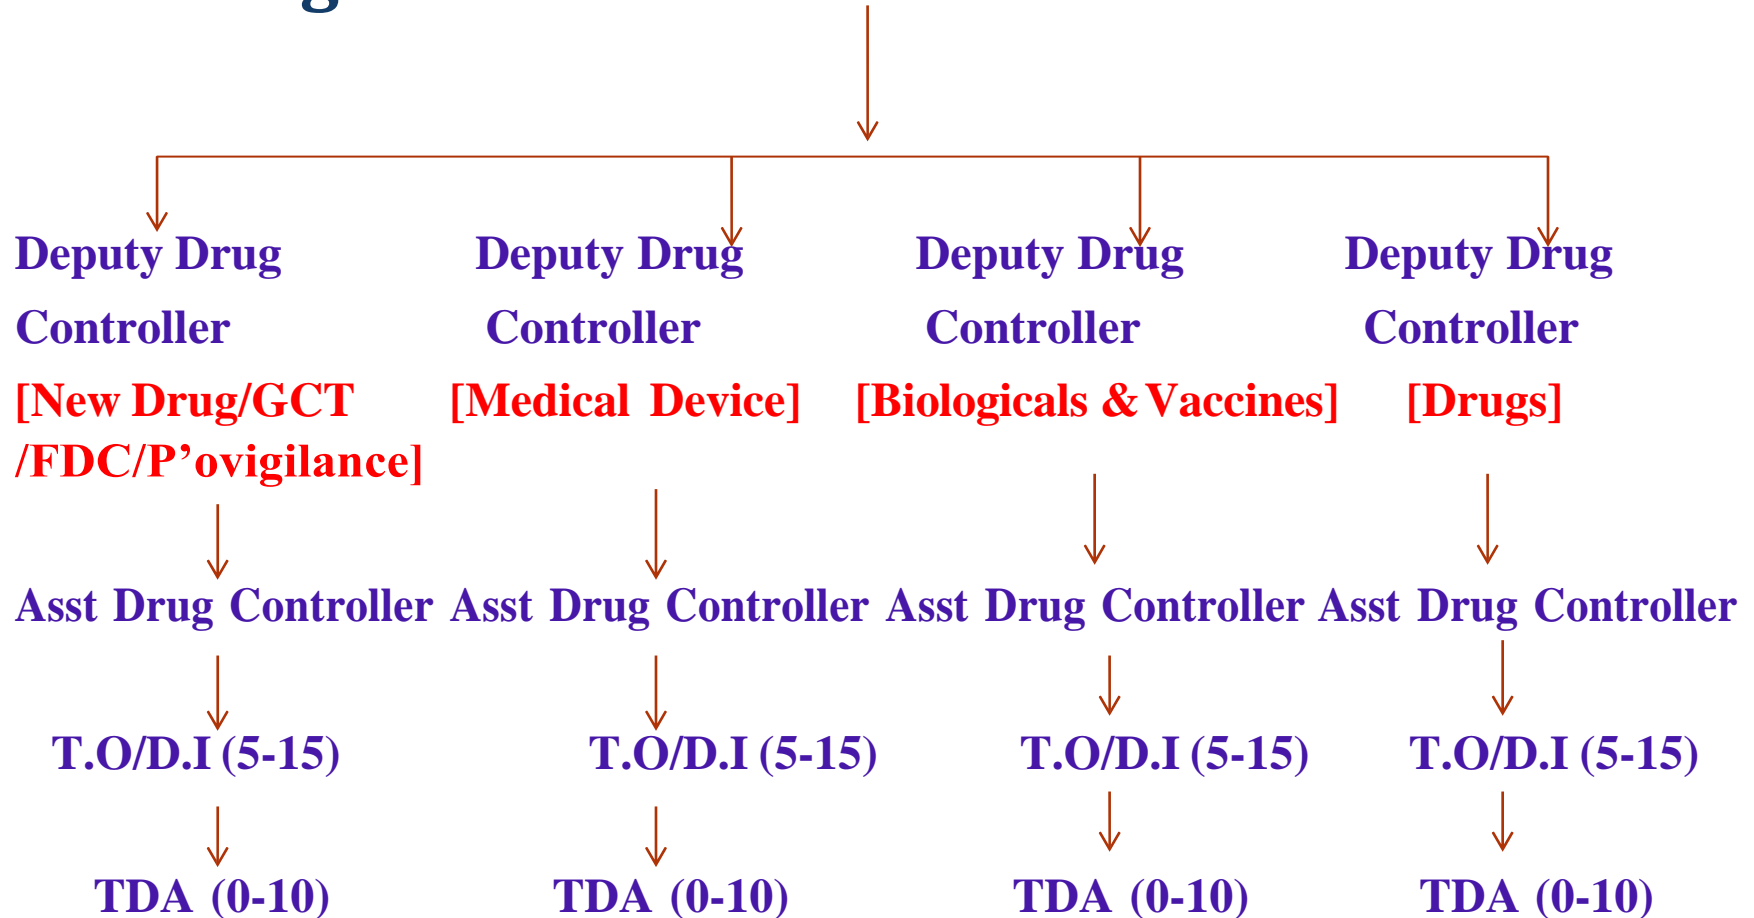 Deputy Drug Deputy Drug Deputy Drug Deputy Drug
Controller Controller Controller Controller
[New Drug/GCT [Medical Device] [Biologicals & Vaccines] [Drugs]
/FDC/P’ovigilance]
Asst Drug Controller Asst Drug Controller Asst Drug Controller Asst Drug Controller
T.O/D.I (5-15) T.O/D.I (5-15) T.O/D.I (5-15) T.O/D.I (5-15)
TDA (0-10) TDA (0-10) TDA (0-10) TDA (0-10)